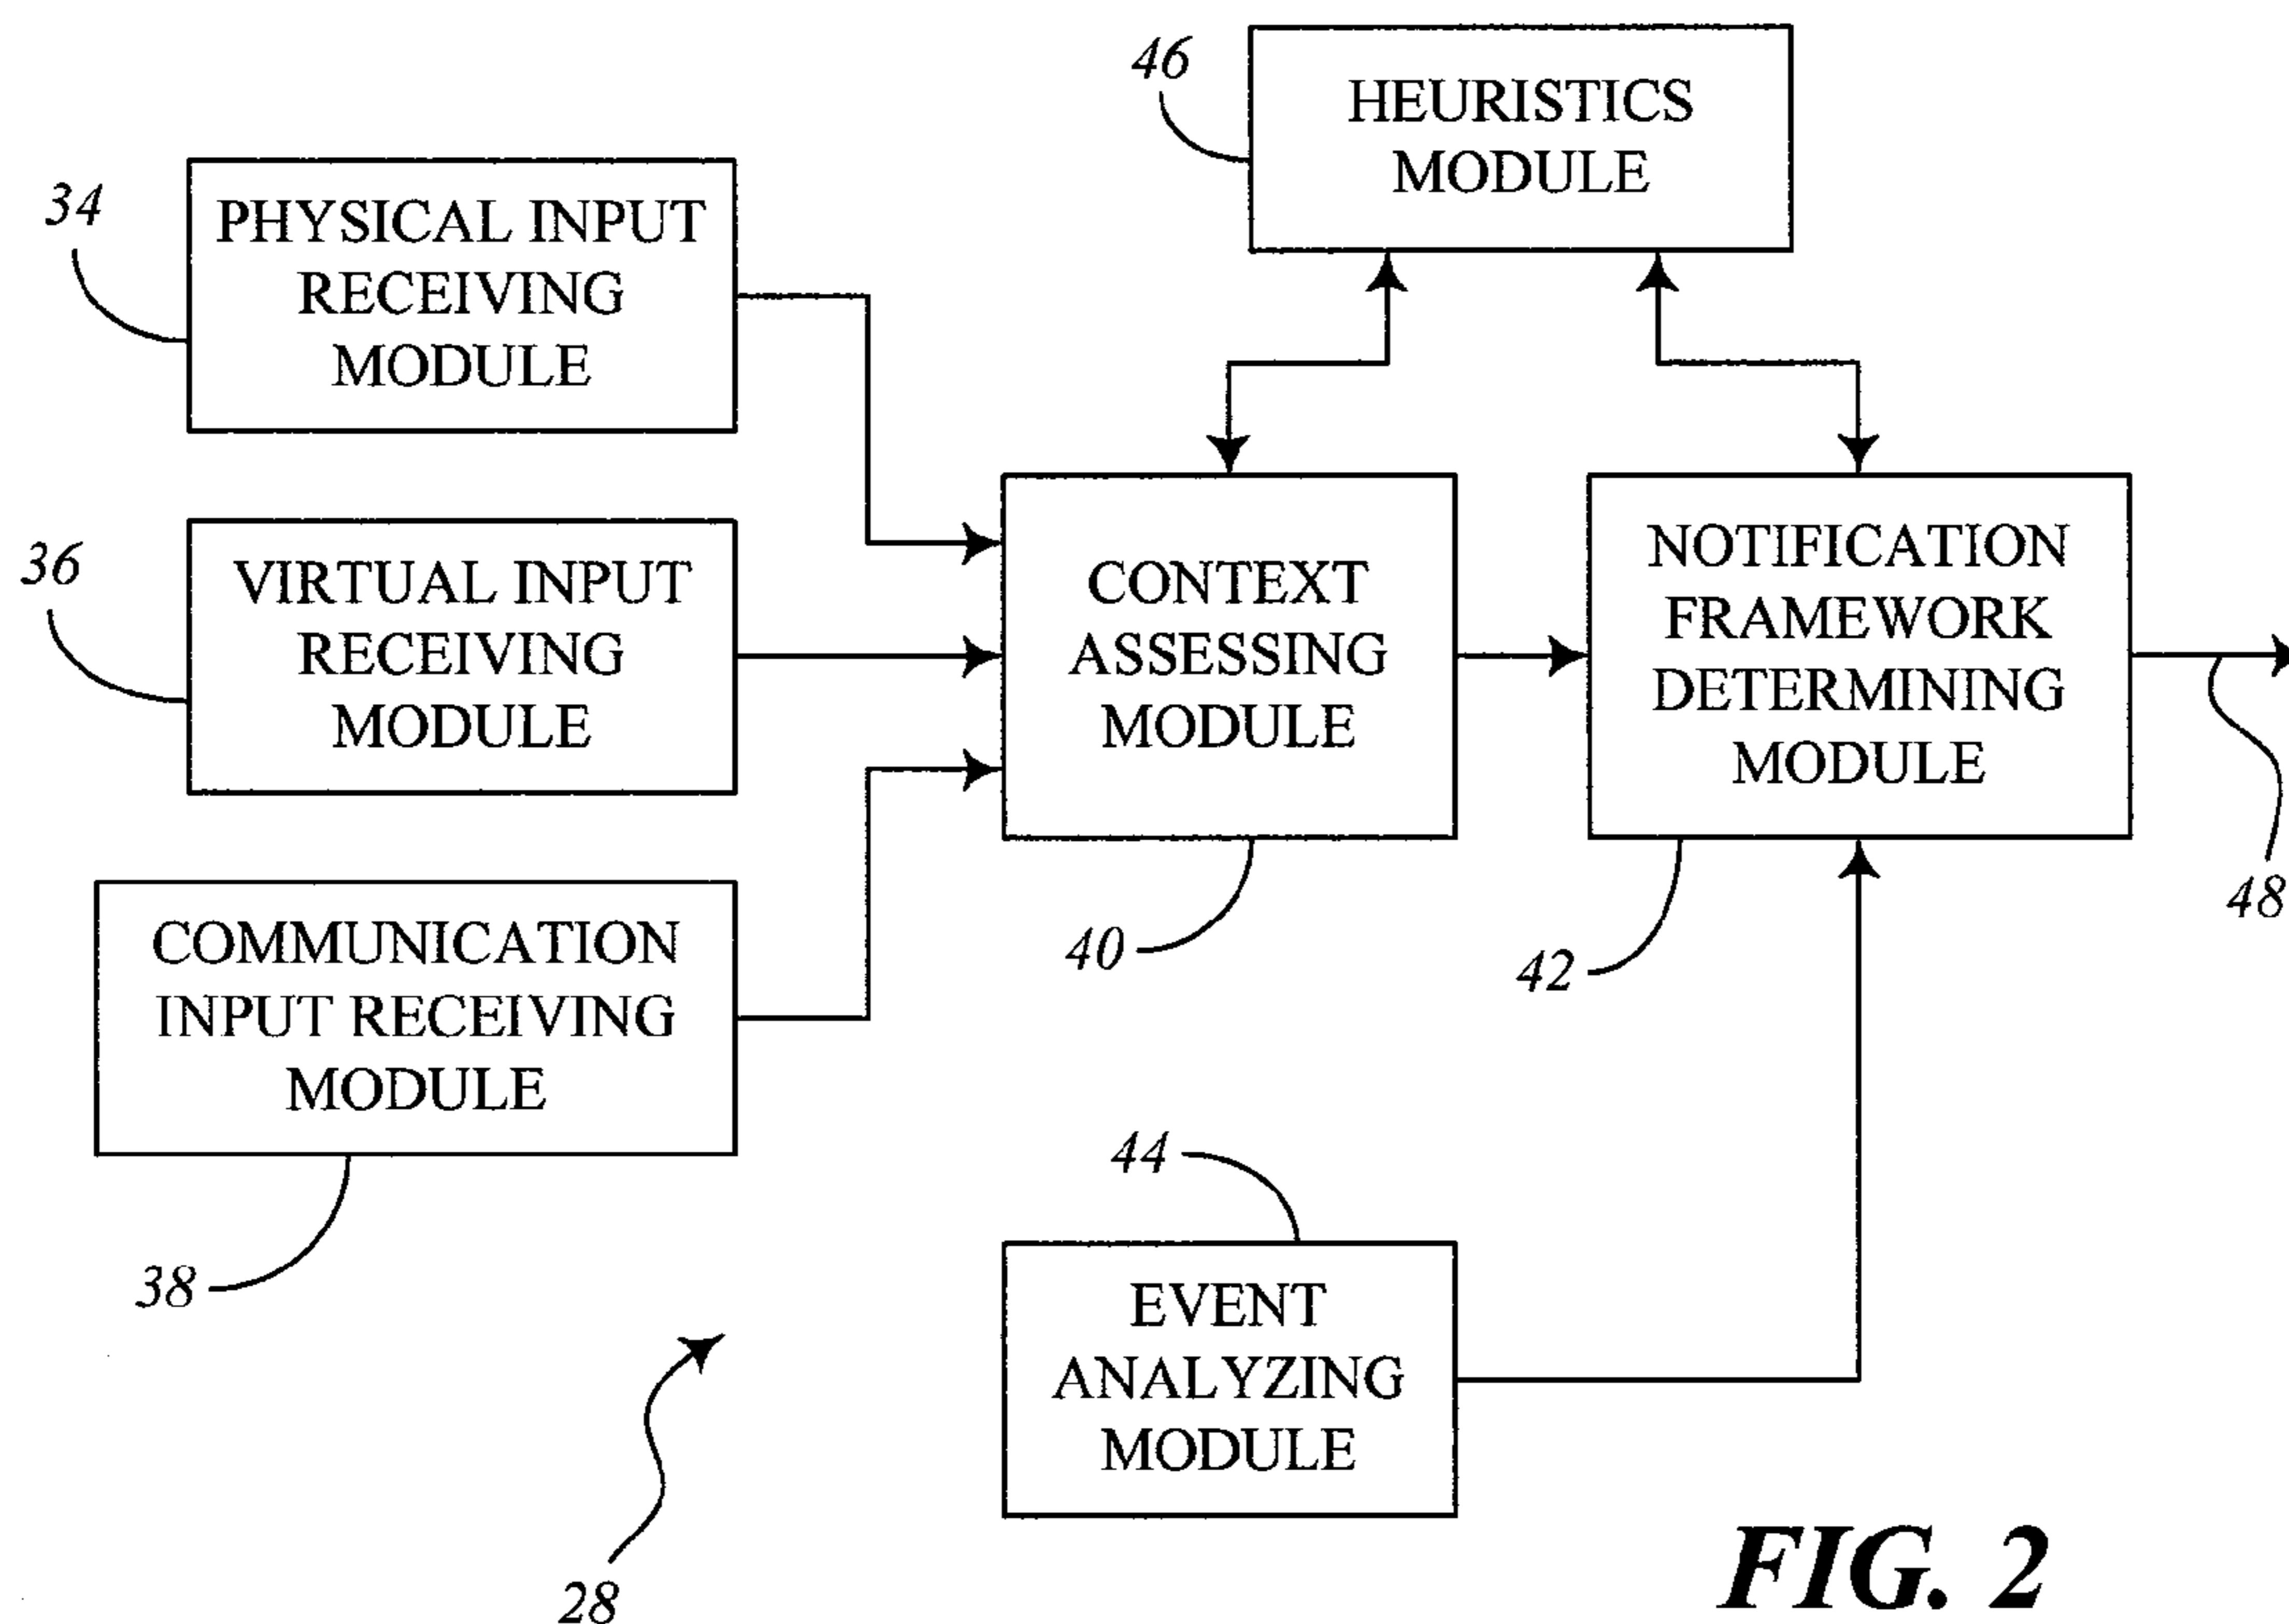 46
HEURISTICS
MODULE
34
PHYSICAL INPUT
RECEIVING
MODULE
36
VIRTUAL INPUT
RECEIVING
MODULE
CONTEXT
ASSESSING
MODULE
NOTIFICATION
FRAMEWORK
DETERMINING
MODULE
COMMUNICATION
INPUT RECEIVING
MODULE
40
42
48
38
44
EVENT
ANALYZING
MODULE
28
FIG. 2